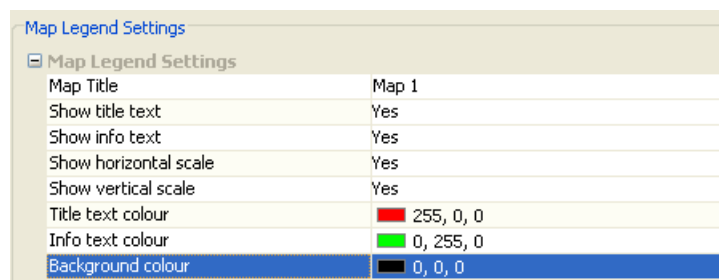 Map Legend Settings
Map Legend Settings
Map Title Map 1
Show title text Yes
Show info text Yes
Show horizontal scale Yes
Show vertical scale Yes
Title text colour 255, 0, 0
Info text colour 0, 255, 0
Background colour 0, 0, 0